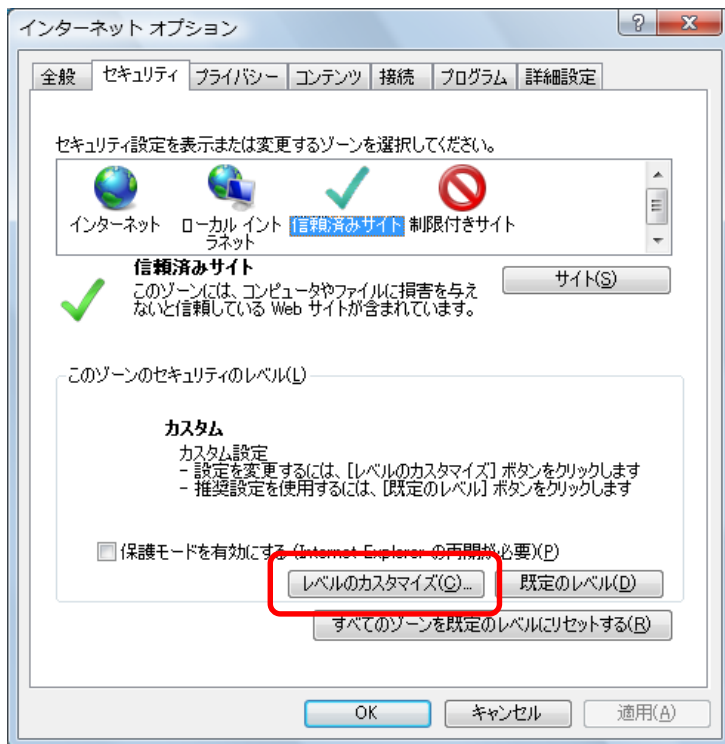 インターネット オプション
全般 セキュリティ プライバシー コンテンツ 接続 プログラム 詳細設定
セキュリティ設定を表示または変更するゾーンを選択してください。
インターネット
ローカル イントラネット
信頼済みサイト
制限付きサイト
信頼済みサイト
サイト(S)
このゾーンには、コンピュータやファイルに損害を与え
ないと信頼している Web サイトが含まれています。
このゾーンのセキュリティのレベル(L)
カスタム
カスタム設定
- 設定を変更するには、[レベルのカスタマイズ] ボタンをクリックします
- 推奨設定を使用するには、[既定のレベル] ボタンをクリックします
保護モードを有効にする (Internet Explorer の再開が必要)(P)
レベルのカスタマイズ(C)... 既定のレベル(D)
すべてのゾーンを既定のレベルにリセットする(R)
OK キャンセル 適用(A)